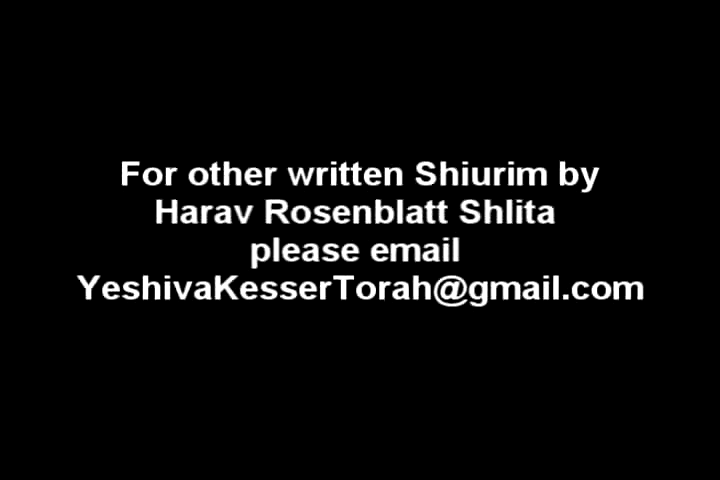 For other written Shiurim by
Harav Rosenblatt Shlita
please email
YeshivaKesserTorah@gmail.com